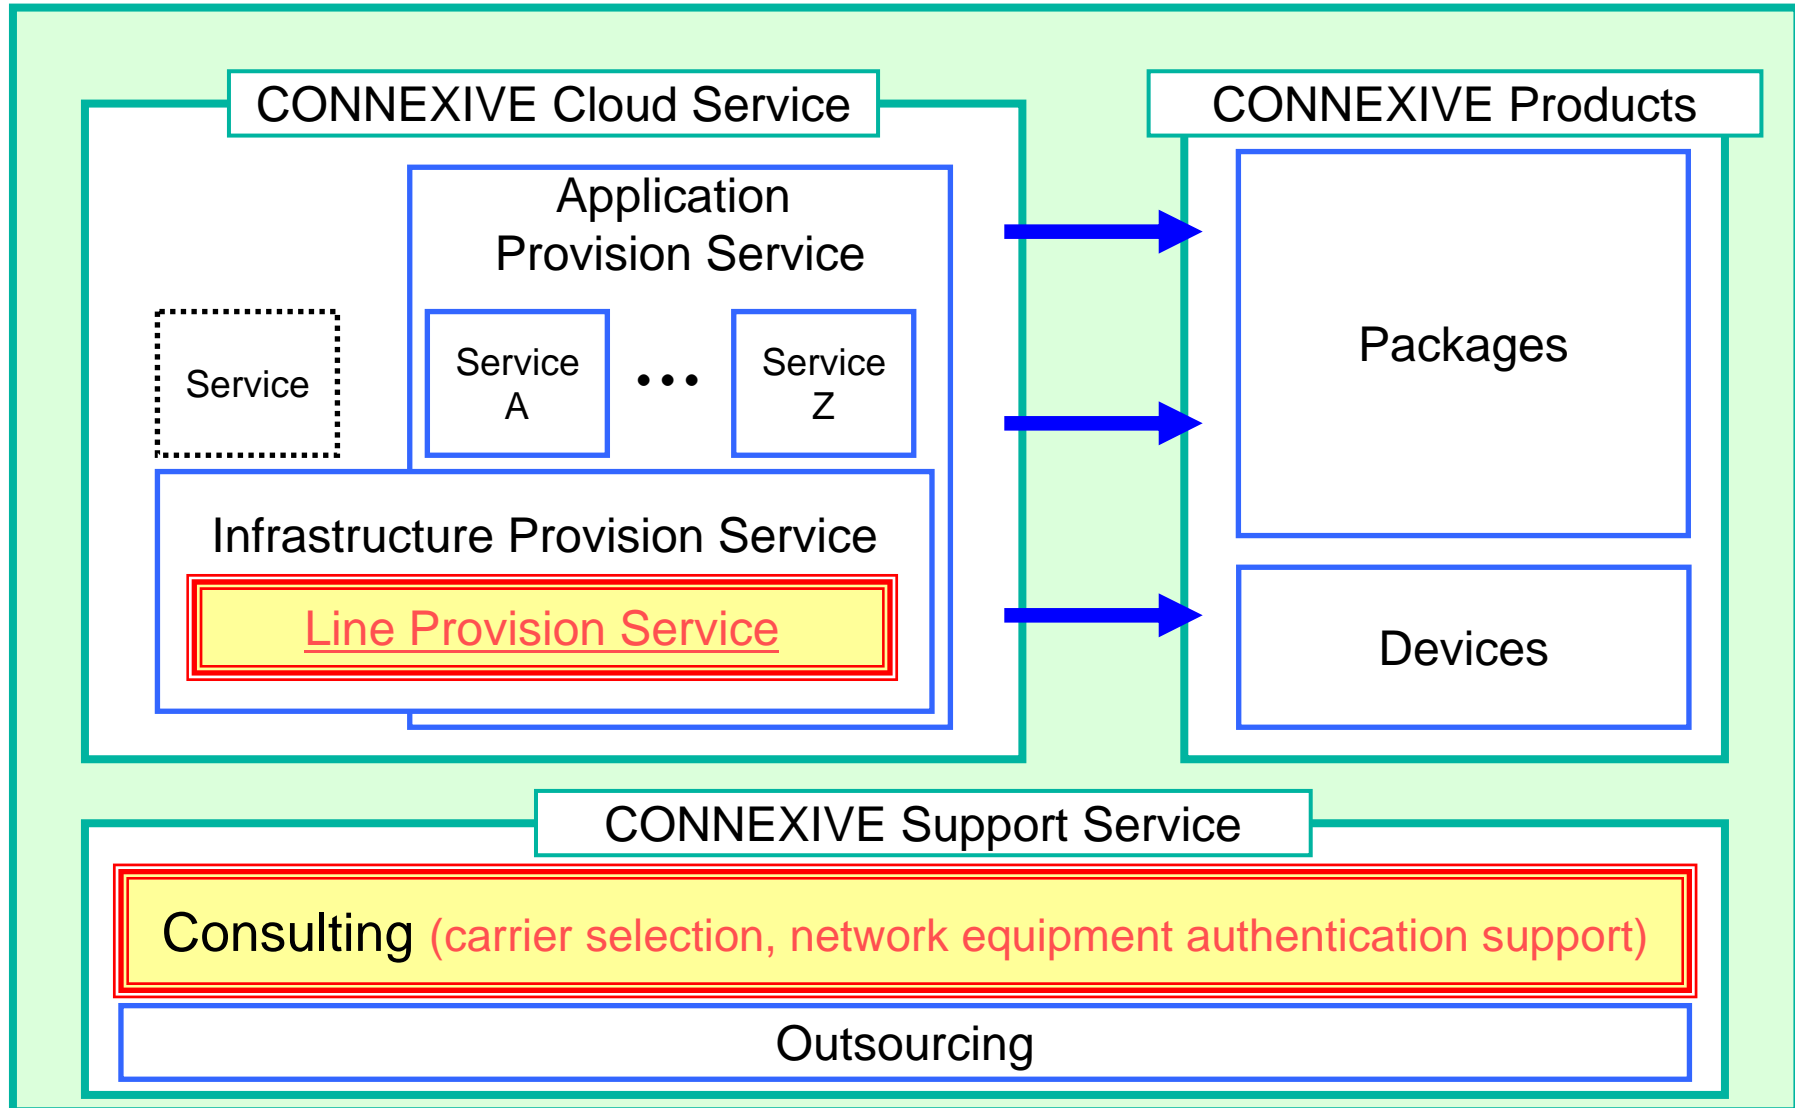 CONNEXIVE Cloud Service
Application
Provision Service
Service
Service
A
•••
Service
Z
Infrastructure Provision Service
Line Provision Service
CONNEXIVE Products
Packages
Devices
CONNEXIVE Support Service
Consulting (carrier selection, network equipment authentication support)
Outsourcing